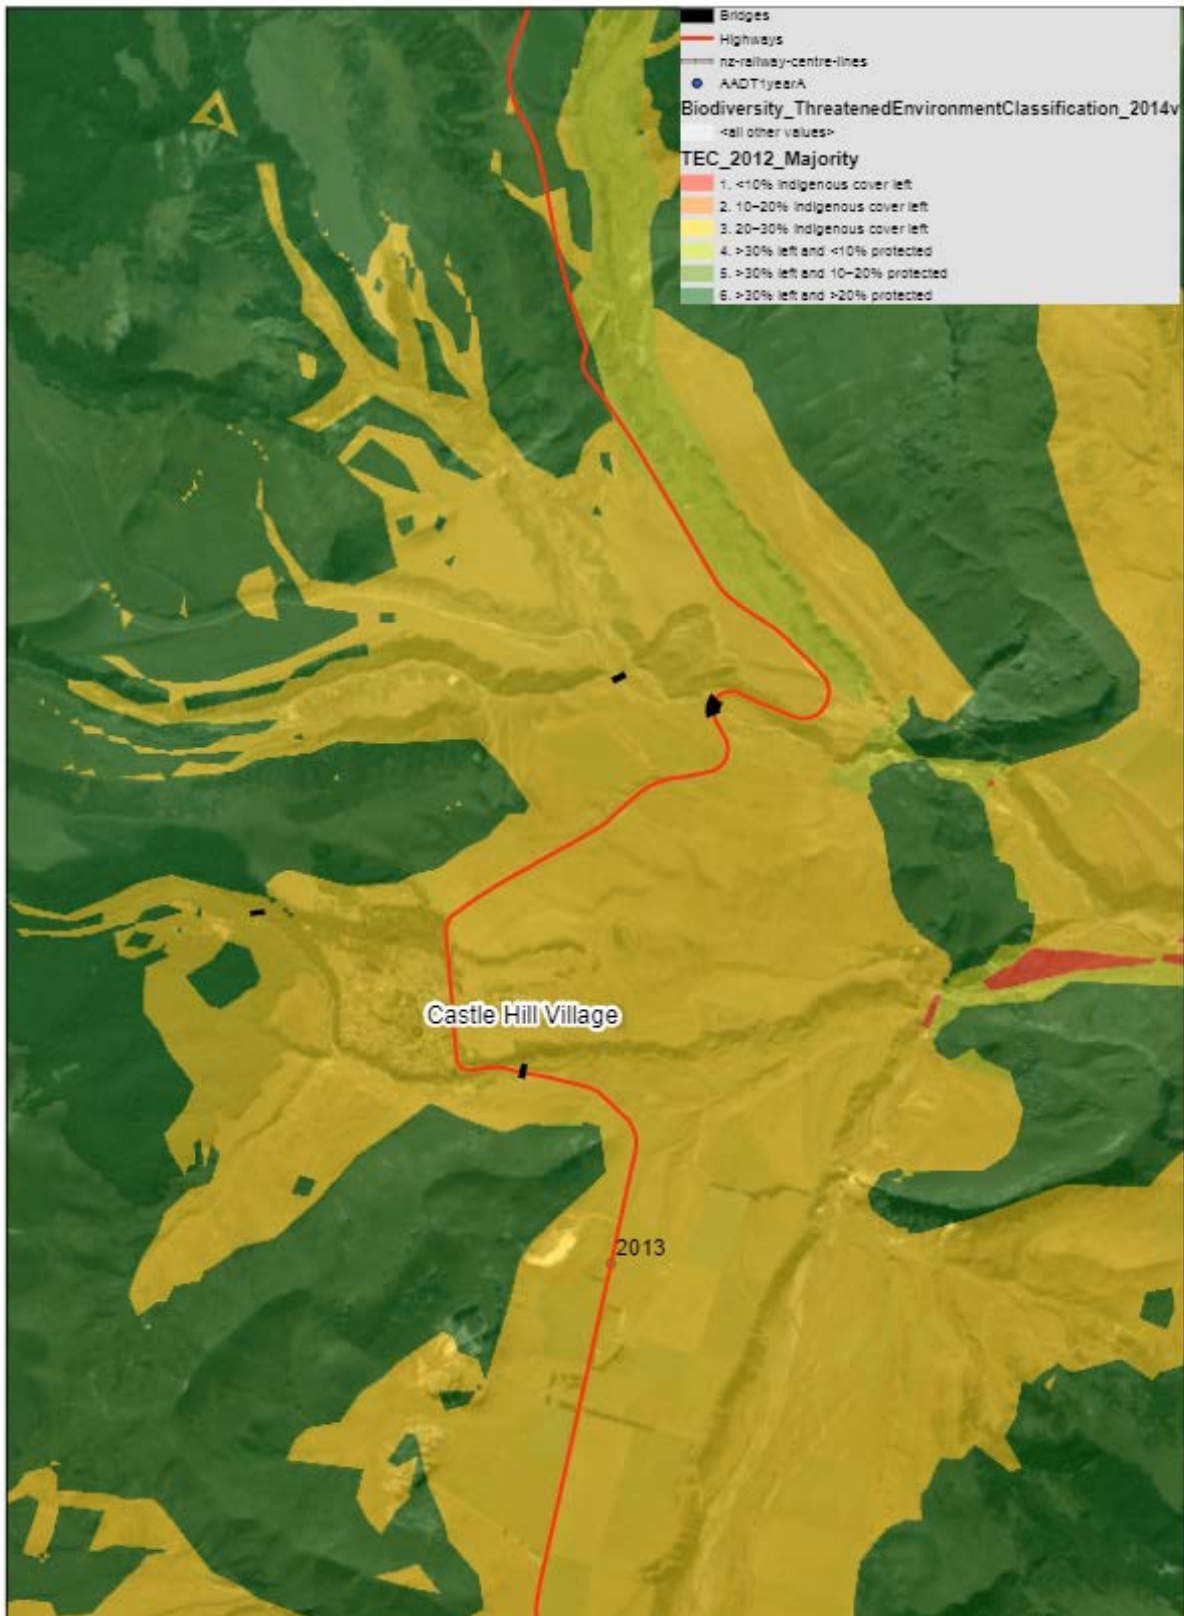 Bridges
Highways
nz-railway-centre-lines
AADT1yearA
Biodiversity_ThreatenedEnvironmentClassification_2014v
<all other values>
TEC_2012_Majority
1. <10% indigenous cover left
2. 10–20% indigenous cover left
3. 20–30% indigenous cover left
4. >30% left and <10% protected
5. >30% left and 10–20% protected
6. >30% left and >20% protected
Castle Hill Village
2013